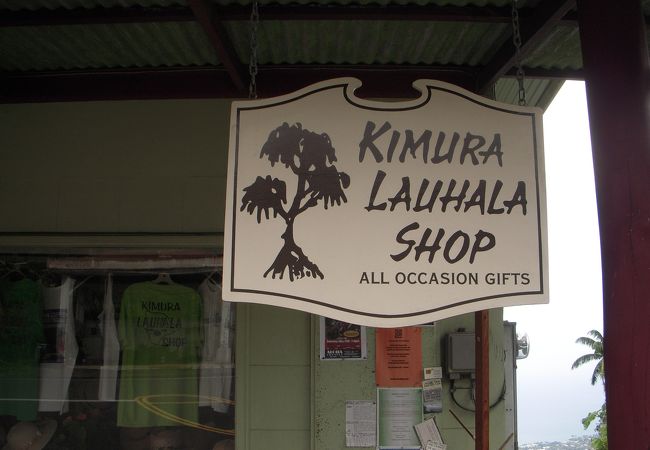 KIMURA
LAUHALA
SHOP
ALL OCCASION GIFTS
KIMURA
LAUHALA
SHOP